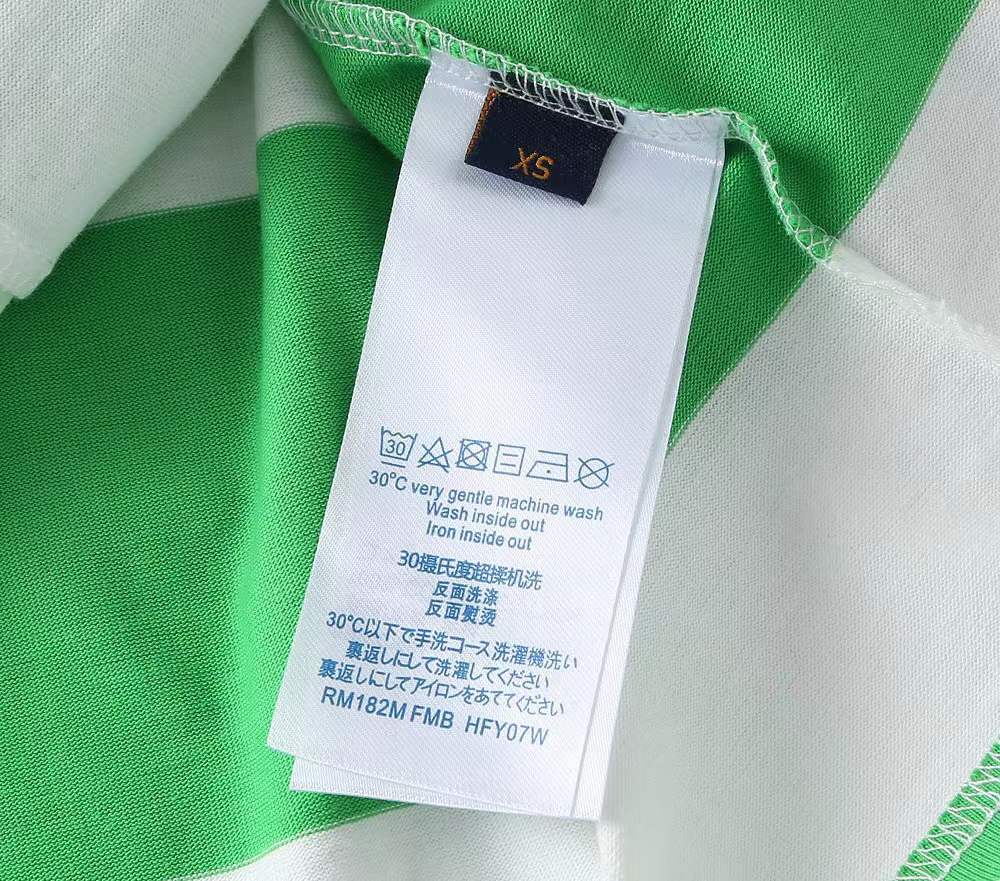 XS
30
30°C very gentle machine wash
Wash inside out
Iron inside out
30摄氏度超揉机洗
反面洗涤
反面熨烫
30°C以下で手洗コース洗濯機洗い
裏返しにして洗濯してください
裏返しにしてアイロンをあててください
RM182M FMB HFY07W